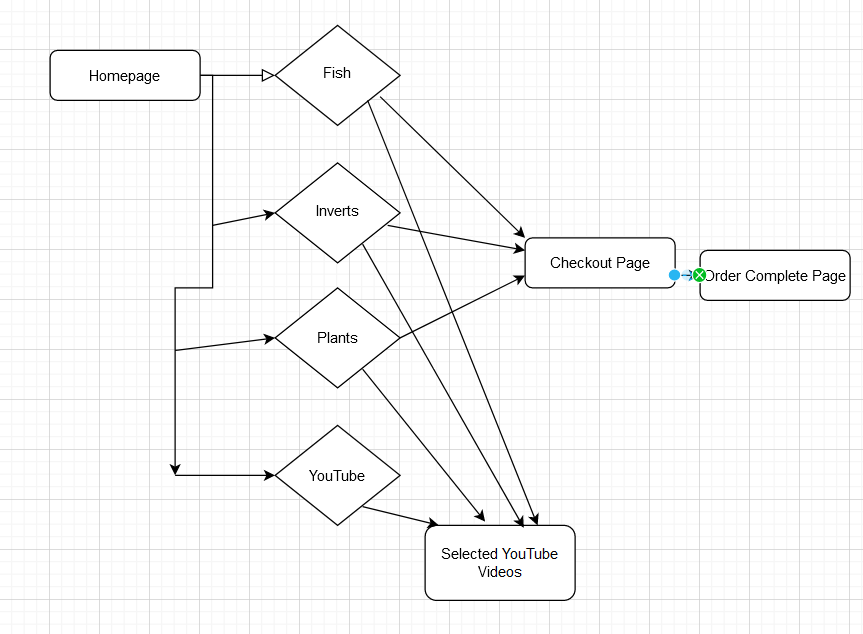 Homepage
Fish
Inverts
Checkout Page
Order Complete Page
Plants
YouTube
Selected YouTube
Videos